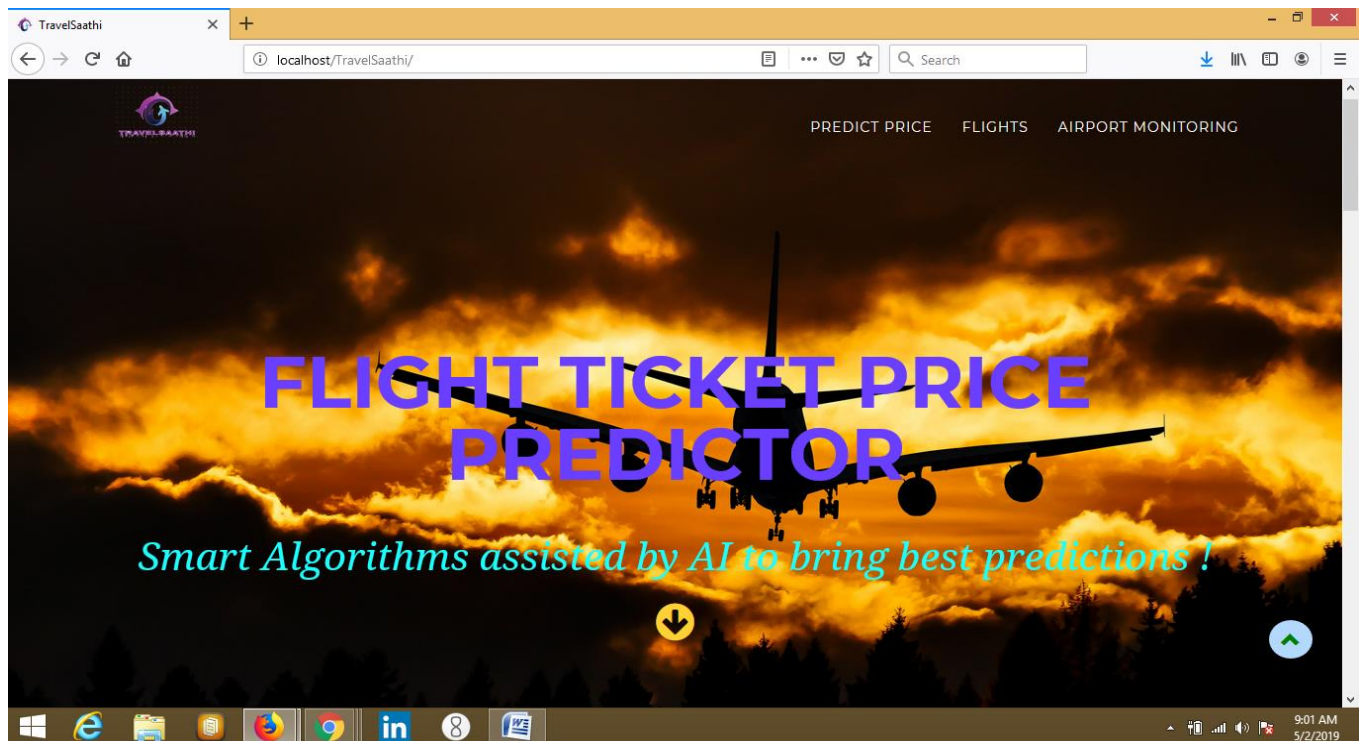 TravelSaathi
localhost/TravelSaathi/
Search
TRAVELSAATHI
PREDICT PRICE FLIGHTS AIRPORT MONITORING
FLIGHT TICKET PRICE
PREDICTOR
Smart Algorithms assisted by AI to bring best predictions !
9:01 AM
5/2/2019